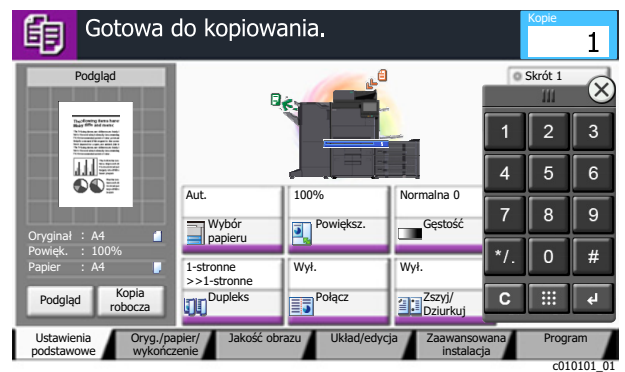 Gotowa do kopiowania.
Kopie
1
Podgląd
Oryginał : A4
Powięk. : 100%
Papier : A4
Podgląd
Kopia
robocza
Skrót 1
Aut.
Wybór
papieru
100%
Powiększ.
Normalna 0
Gęstość
1-stronne
>>1-stronne
Dupleks
Wył.
Połącz
Wył.
Zszyj/
Dziurkuj
1 2 3
4 5 6
7 8 9
*/. 0 #
C
Ustawienia
podstawowe
Oryg./papier/
wykończenie
Jakość obrazu
Układ/edycja
Zaawansowana
instalacja
Program
c010101_01